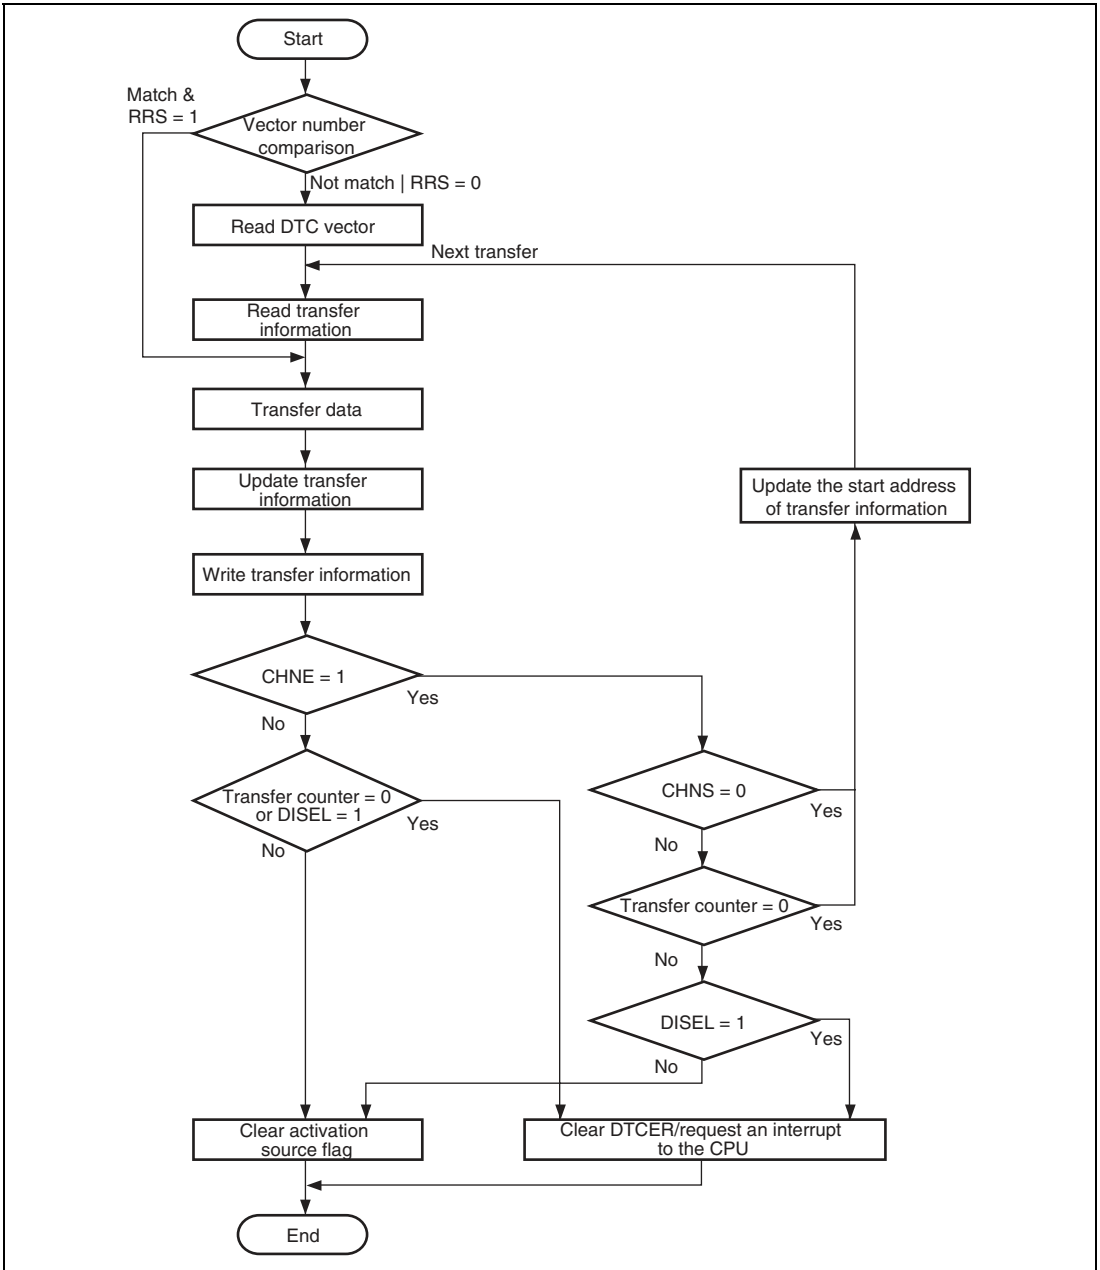 Start
Match &
RRS = 1
Vector number
comparison
Not match | RRS = 0
Read DTC vector
Next transfer
Read transfer
information
Transfer data
Update transfer
information
Update the start address
of transfer information
Write transfer information
CHNE = 1
Yes
No
CHNS = 0
Yes
No
Transfer counter = 0
or DISEL = 1
Yes
No
Transfer counter = 0
Yes
No
DISEL = 1
Yes
No
Clear activation
source flag
Clear DTCER/request an interrupt
to the CPU
End